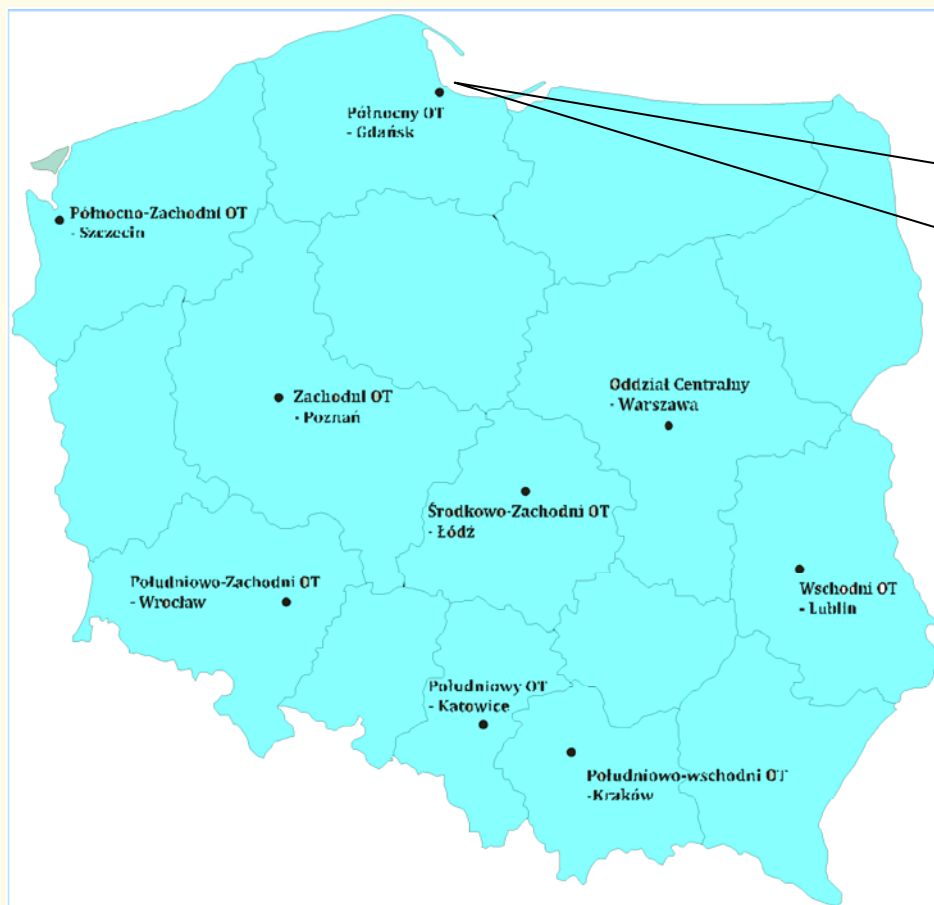 Północny OT
- Gdańsk
Północno-Zachodni OT
- Szczecin
Zachodni OT
- Poznań
Oddział Centralny
- Warszawa
Środkowo-Zachodni OT
- Łódź
Południowo-Zachodni OT
- Wrocław
Wschodni OT
- Lublin
Południowy OT
- Katowice
Południowo-wschodni OT
-Kraków